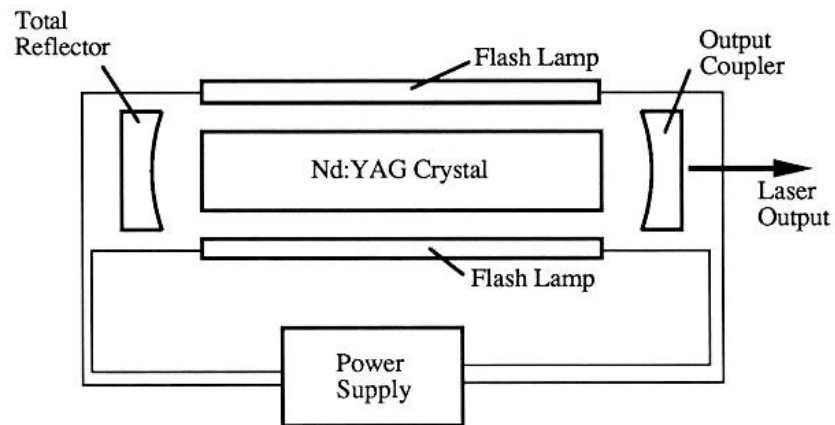 Total
Reflector
Flash Lamp
Output
Coupler
Nd:YAG Crystal
Laser
Output
Flash Lamp
Power
Supply